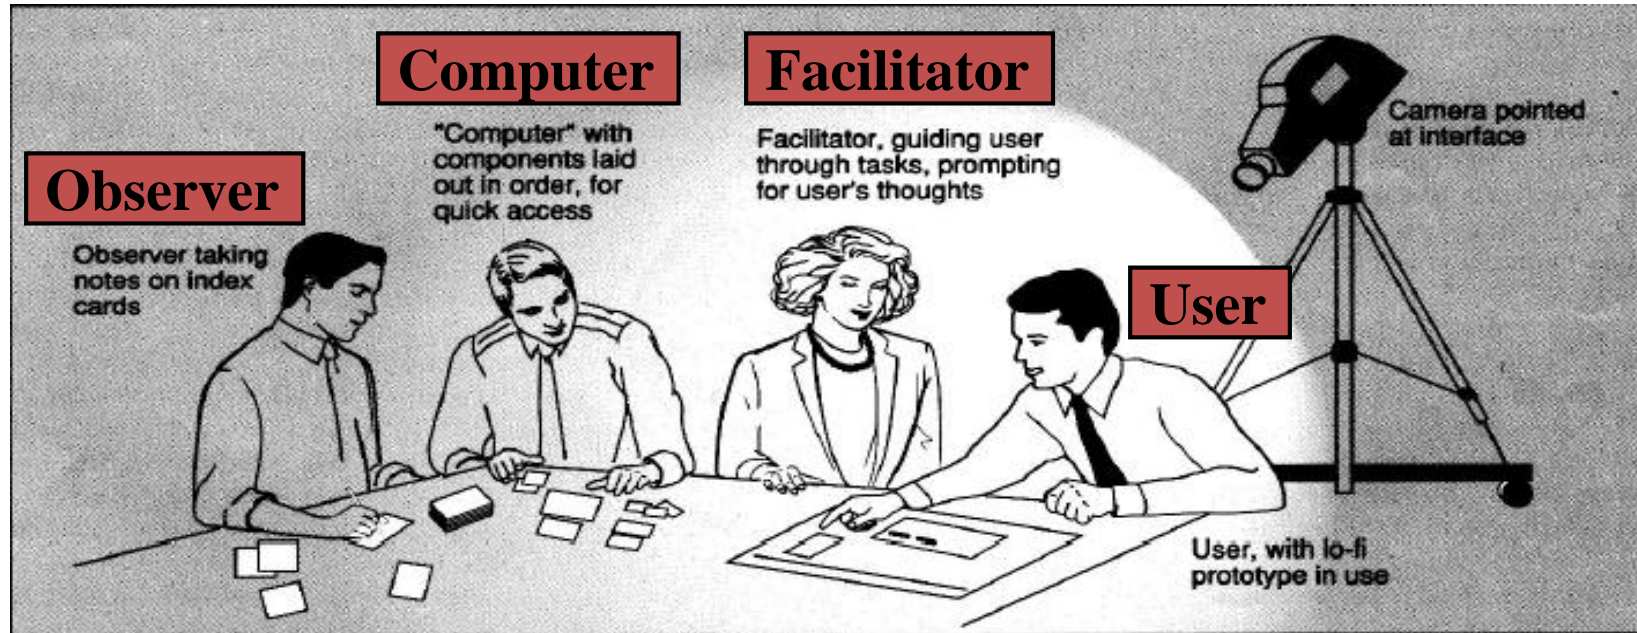 Observer
Observer taking
notes on index
cards
Computer
"Computer" with
components laid
out in order, for
quick access
Facilitator
Facilitator, guiding user
through tasks, prompting
for user's thoughts
User
User, with lo-fi
prototype in use
Camera pointed
at interface